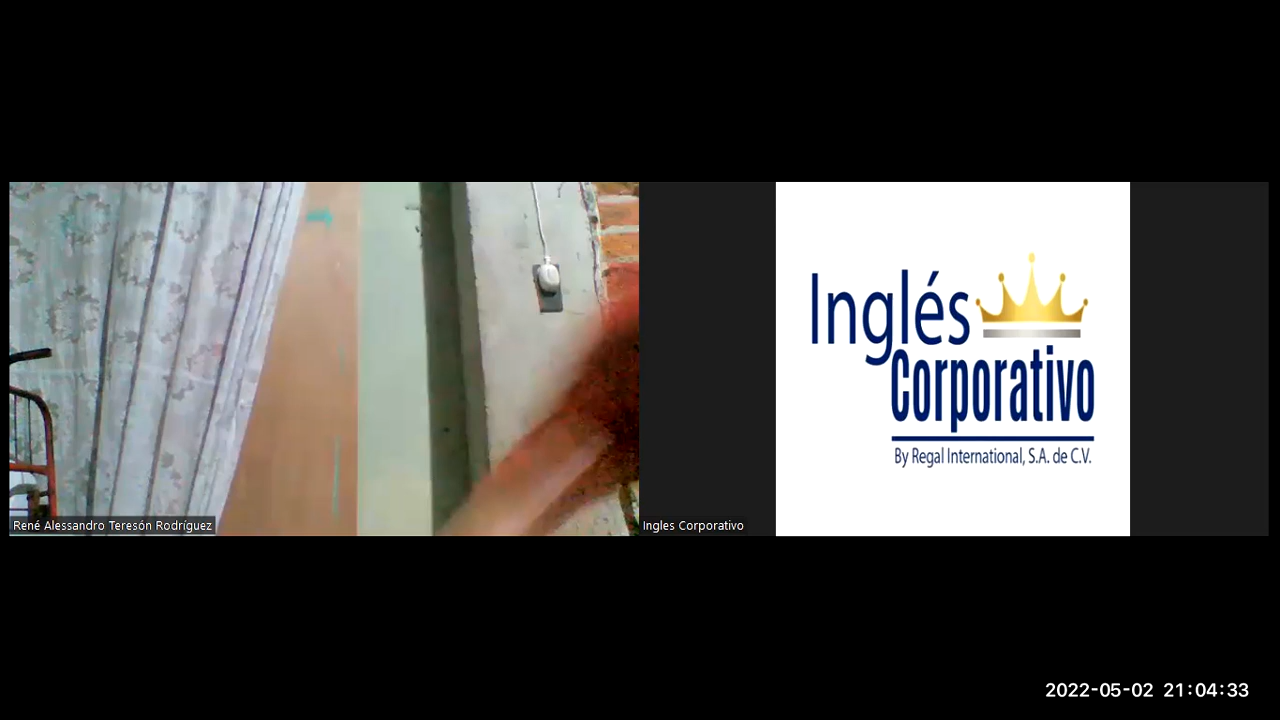 Inglés
Corporativo
By Regal International, S.A. de C.V.
René Alessandro Teresón Rodríguez
Ingles Corporativo
2022-05-02 21:04:33